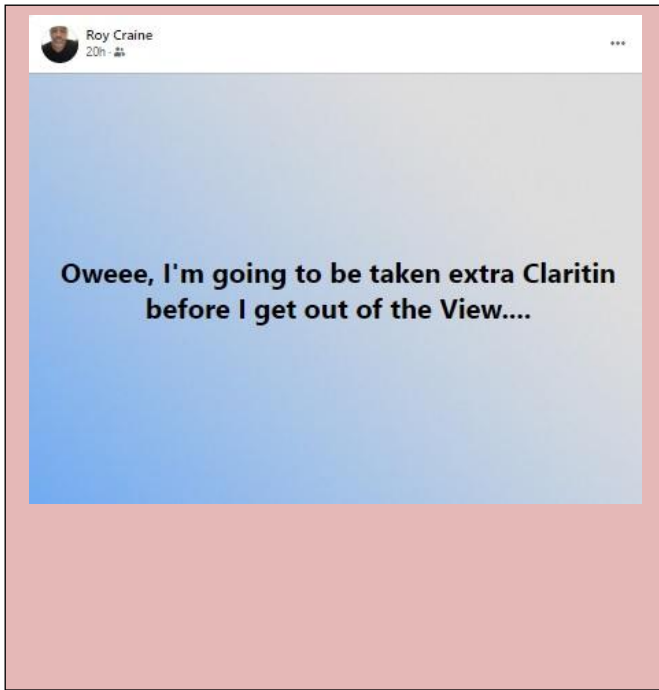 Roy Craine
20h ·
...
Oweee, I'm going to be taken extra Claritin
before I get out of the View....